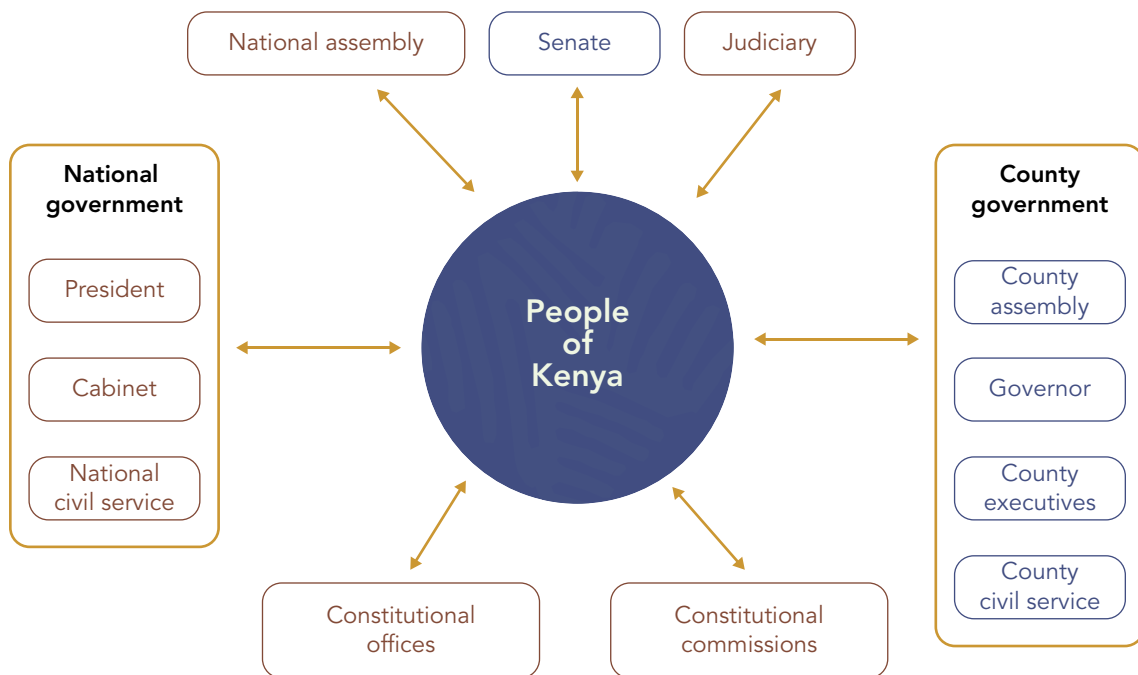 National assembly
Senate
Judiciary
National
government
President
Cabinet
National
civil service
People
of
Kenya
County
government
County
assembly
Governor
County
executives
County
civil service
Constitutional
offices
Constitutional
commissions